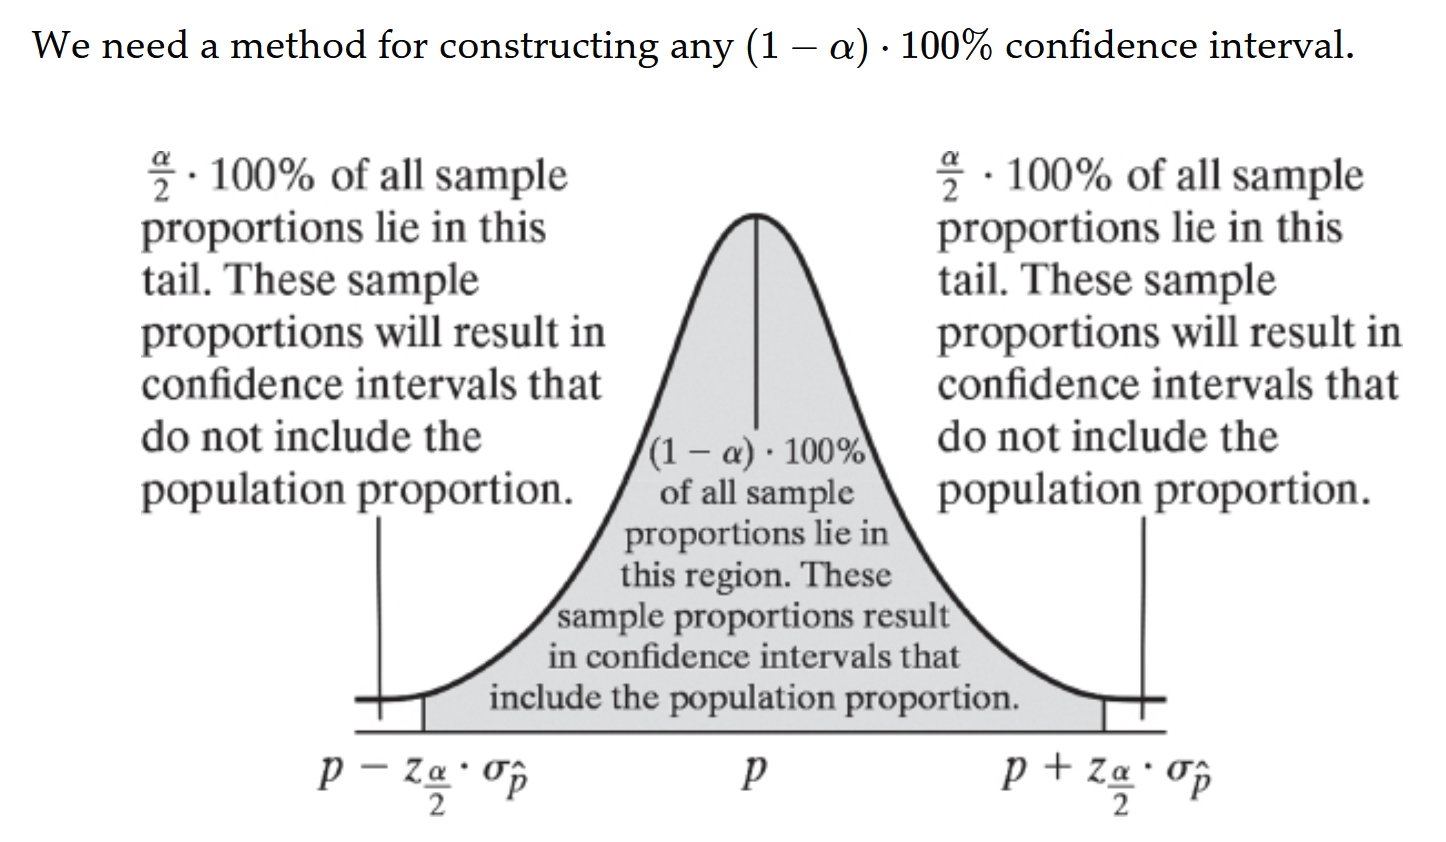 We need a method for constructing any (1 − α) · 100% confidence interval.
α/2 · 100% of all sample
proportions lie in this
tail. These sample
proportions will result in
confidence intervals that
do not include the
population proportion.
(1 − α) · 100%
of all sample
proportions lie in
this region. These
sample proportions result
in confidence intervals that
include the population proportion.
α/2 · 100% of all sample
proportions lie in this
tail. These sample
proportions will result in
confidence intervals that
do not include the
population proportion.
p − z_{α/2} · σ_{p̂}
p
p + z_{α/2} · σ_{p̂}